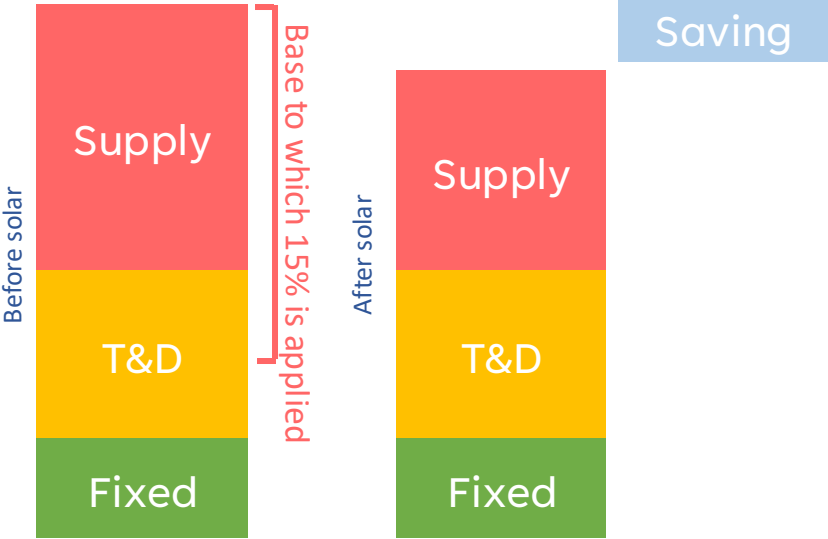 Before solar
Supply
T&D
Fixed
Base to which 15% is applied
After solar
Supply
T&D
Fixed
Saving